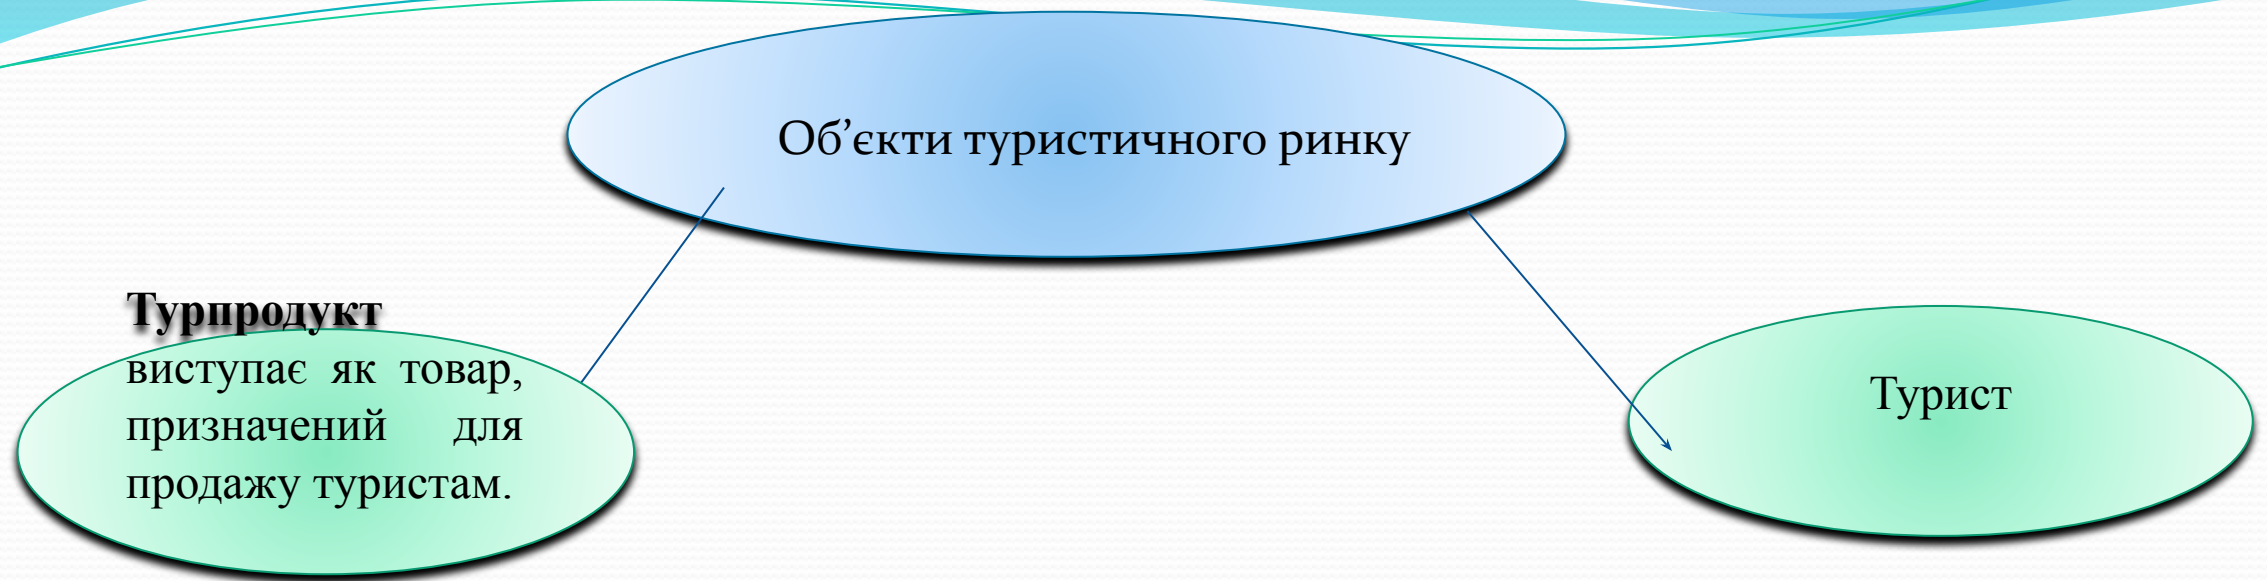 Об’єкти туристичного ринку
Турпродукт
виступає як товар,
призначений для
продажу туристам.
Турист